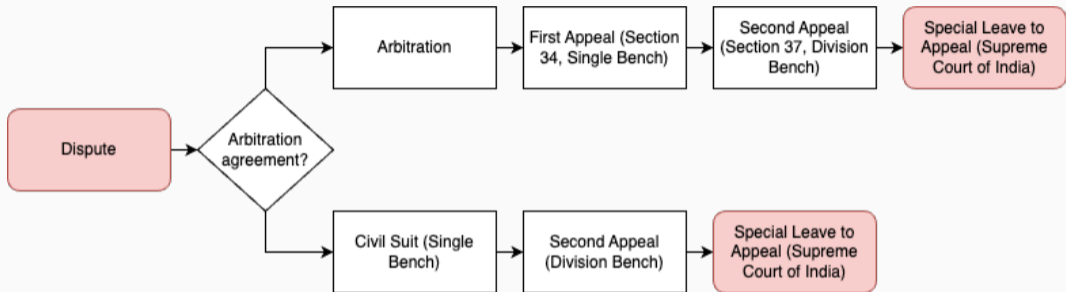 Dispute
Arbitration
agreement?
Arbitration
First Appeal (Section
34, Single Bench)
Second Appeal
(Section 37, Division
Bench)
Special Leave to
Appeal (Supreme
Court of India)
Civil Suit (Single
Bench)
Second Appeal
(Division Bench)
Special Leave to
Appeal (Supreme
Court of India)